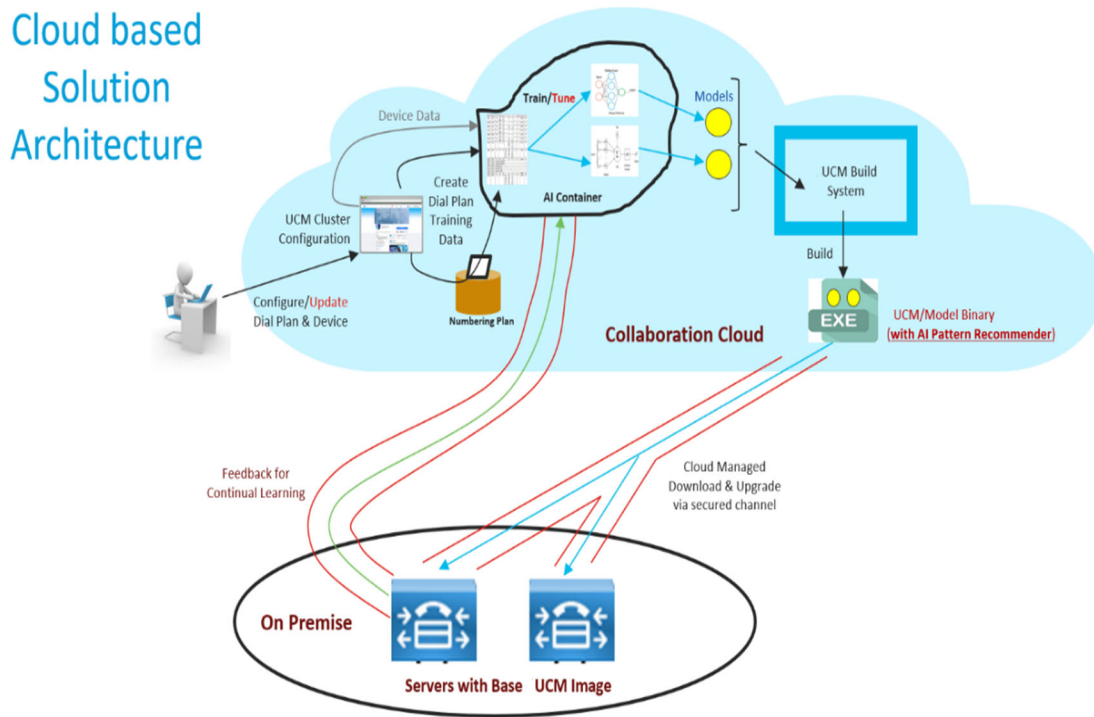 Cloud based
Solution
Architecture
Device Data
Train/Tune
Models
UCM Cluster
Configuration
Create
Dial Plan
Training
Data
AI Container
UCM Build
System
Build
Configure/Update
Dial Plan & Device
Numbering Plan
Collaboration Cloud
EXE
UCM/Model Binary
(with AI Pattern Recommender)
Feedback for
Continual Learning
Cloud Managed
Download & Upgrade
via secured channel
On Premise
Servers with Base
UCM Image